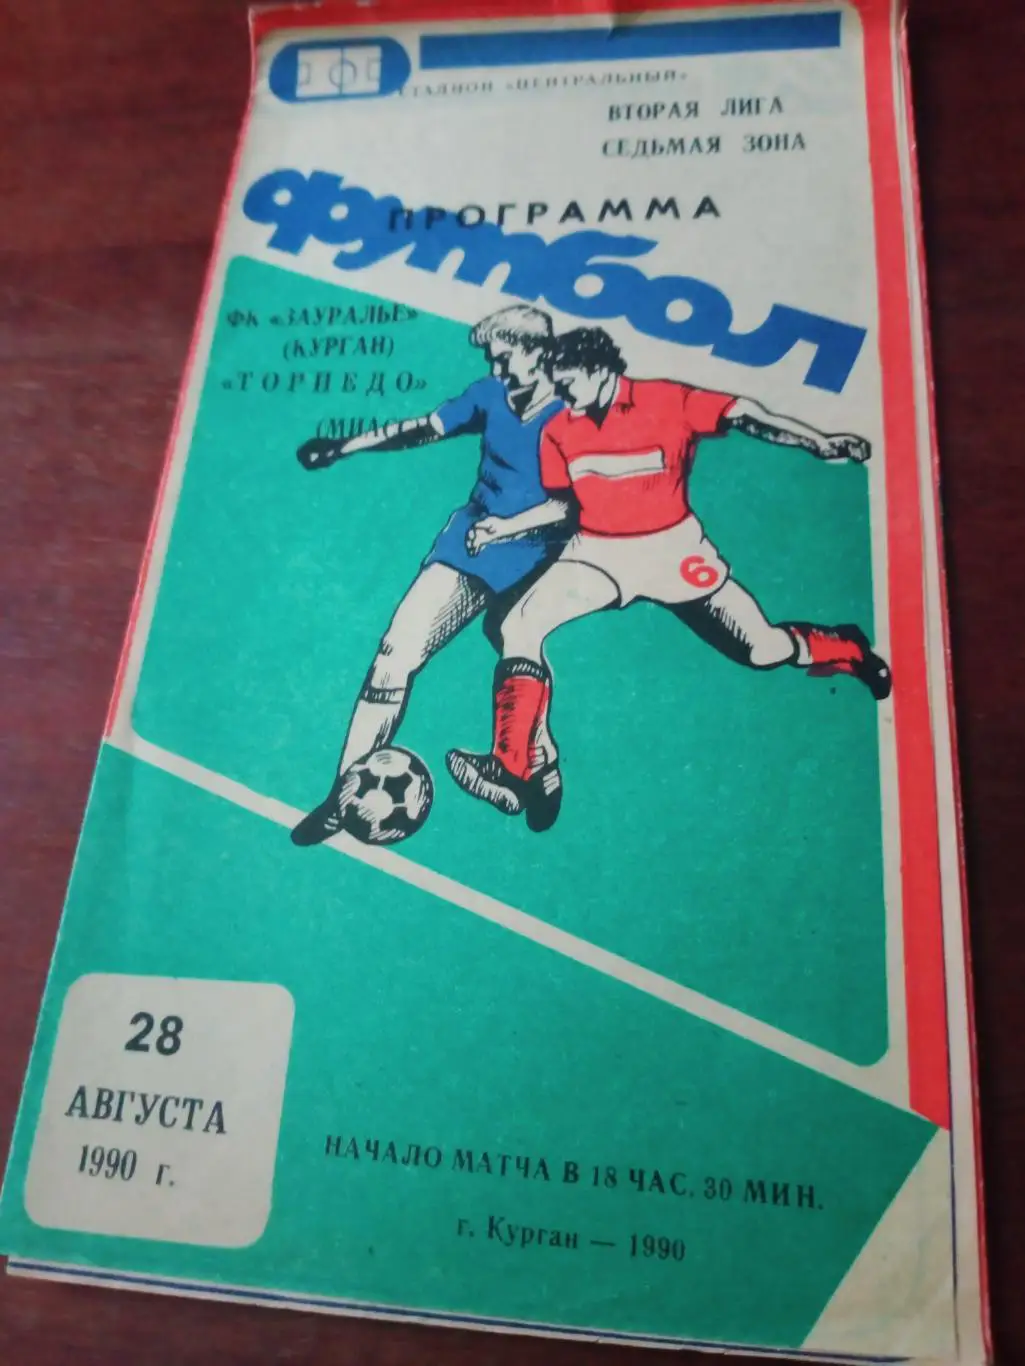 СТАДИОН «ЦЕНТРАЛЬНЫЙ»
ВТОРАЯ ЛИГА
СЕДЬМАЯ ЗОНА
ПРОГРАММА
футбол
ФК «ЗАУРАЛЬЕ»
(КУРГАН)
«ТОРПЕДО»
(МИАСС)
6
28
АВГУСТА
1990 г.
НАЧАЛО МАТЧА В 18 ЧАС. 30 МИН.
г. Курган — 1990